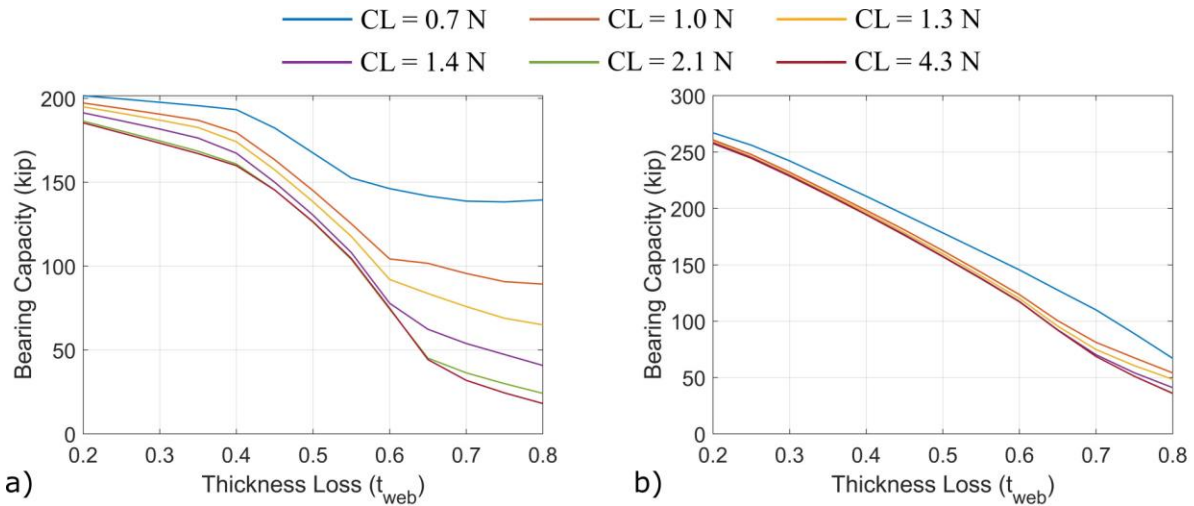 CL = 0.7 N CL = 1.0 N CL = 1.3 N
CL = 1.4 N CL = 2.1 N CL = 4.3 N
200
150
100
50
0
Bearing Capacity (kip)
0.2 0.3 0.4 0.5 0.6 0.7 0.8
Thickness Loss (t_web)
a)
300
250
200
150
100
50
0
Bearing Capacity (kip)
0.2 0.3 0.4 0.5 0.6 0.7 0.8
Thickness Loss (t_web)
b)